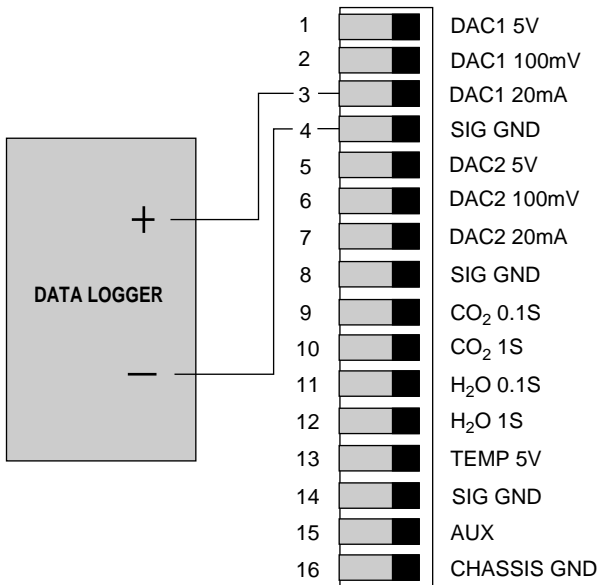 1 DAC1 5V
2 DAC1 100mV
3 DAC1 20mA
4 SIG GND
5 DAC2 5V
6 DAC2 100mV
7 DAC2 20mA
8 SIG GND
9 CO₂ 0.1S
10 CO₂ 1S
11 H₂O 0.1S
12 H₂O 1S
13 TEMP 5V
14 SIG GND
15 AUX
16 CHASSIS GND
+
DATA LOGGER
—